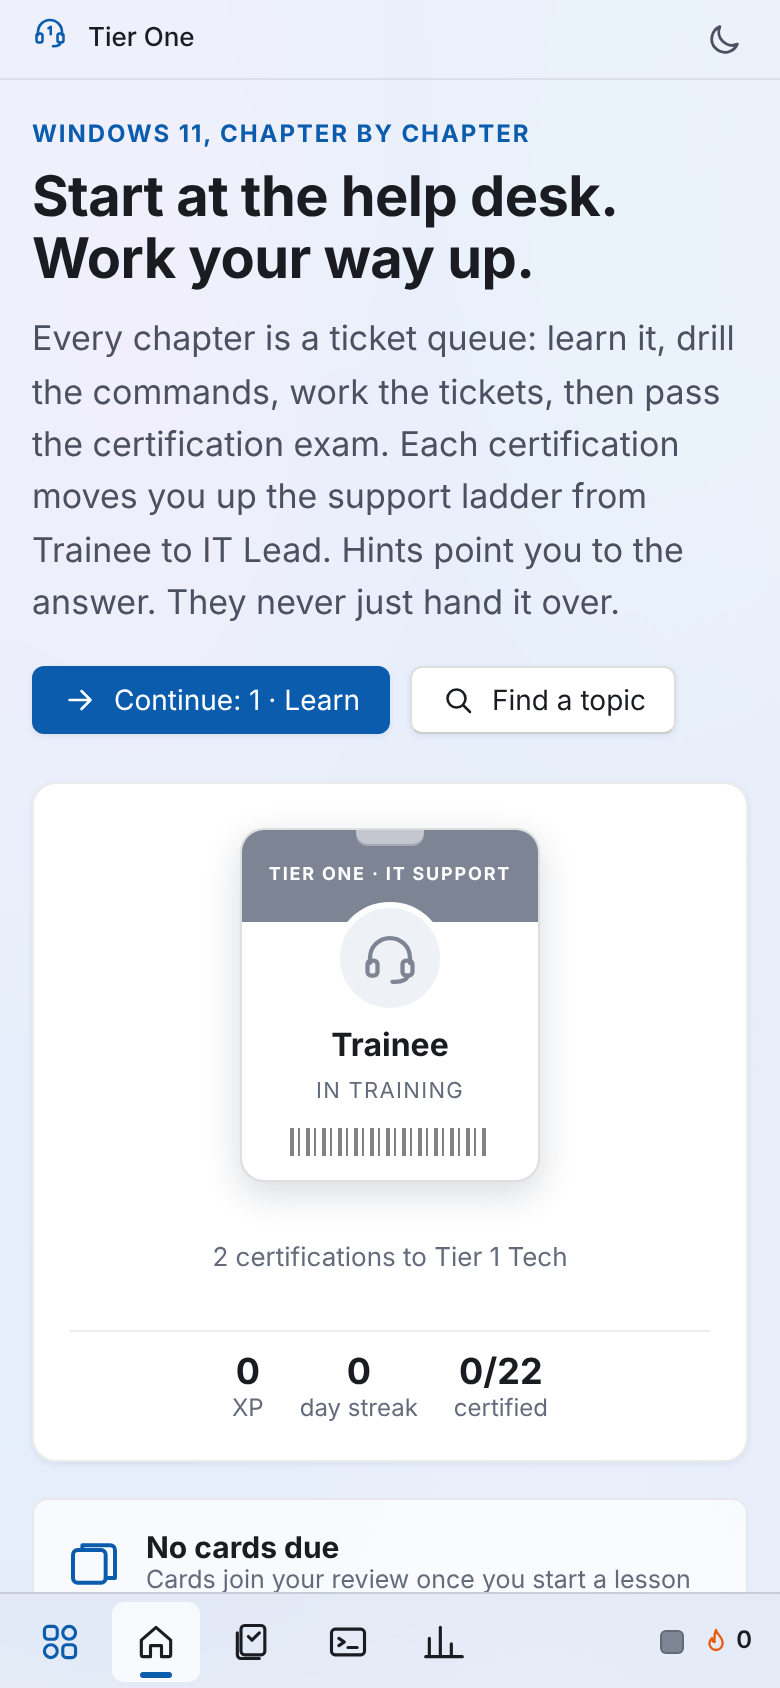 Tier One
WINDOWS 11, CHAPTER BY CHAPTER
Start at the help desk.
Work your way up.
Every chapter is a ticket queue: learn it, drill
the commands, work the tickets, then pass
the certification exam. Each certification
moves you up the support ladder from
Trainee to IT Lead. Hints point you to the
answer. They never just hand it over.
Continue: 1 · Learn
Find a topic
TIER ONE · IT SUPPORT
Trainee
IN TRAINING
2 certifications to Tier 1 Tech
0 0 0/22
XP day streak certified
No cards due
Cards join your review once you start a lesson
0